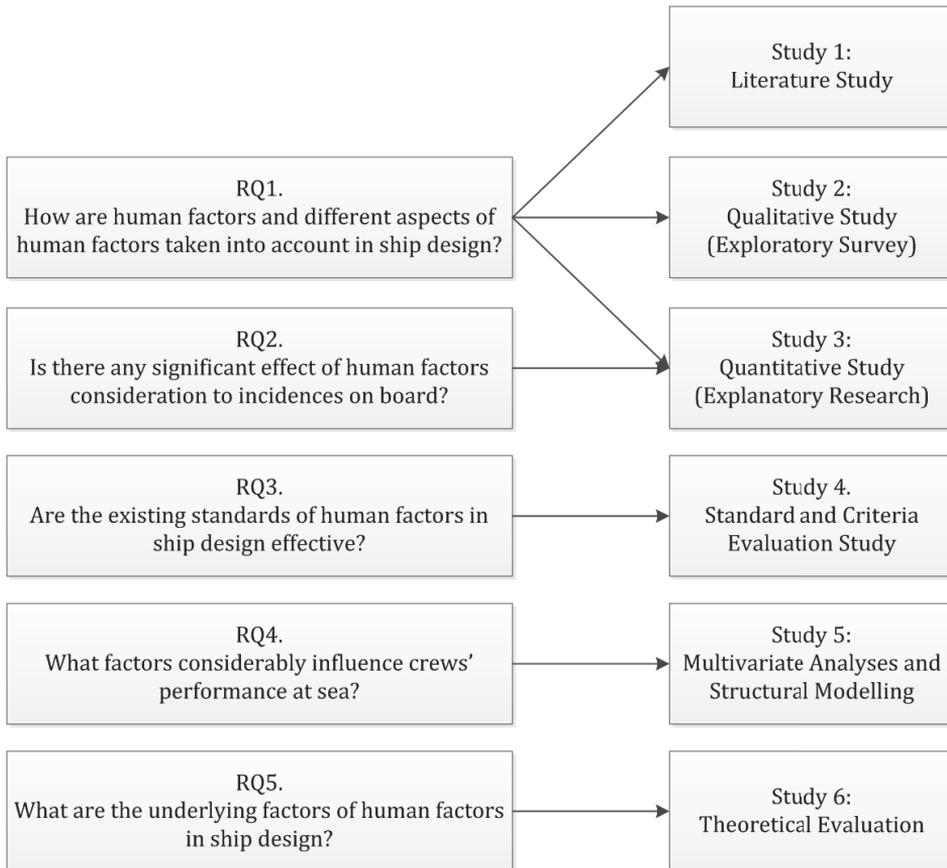 Study 1:
Literature Study
RQ1.
How are human factors and different aspects of
human factors taken into account in ship design?
Study 2:
Qualitative Study
(Exploratory Survey)
RQ2.
Is there any significant effect of human factors
consideration to incidences on board?
Study 3:
Quantitative Study
(Explanatory Research)
RQ3.
Are the existing standards of human factors in
ship design effective?
Study 4.
Standard and Criteria
Evaluation Study
RQ4.
What factors considerably influence crews’
performance at sea?
Study 5:
Multivariate Analyses and
Structural Modelling
RQ5.
What are the underlying factors of human factors
in ship design?
Study 6:
Theoretical Evaluation